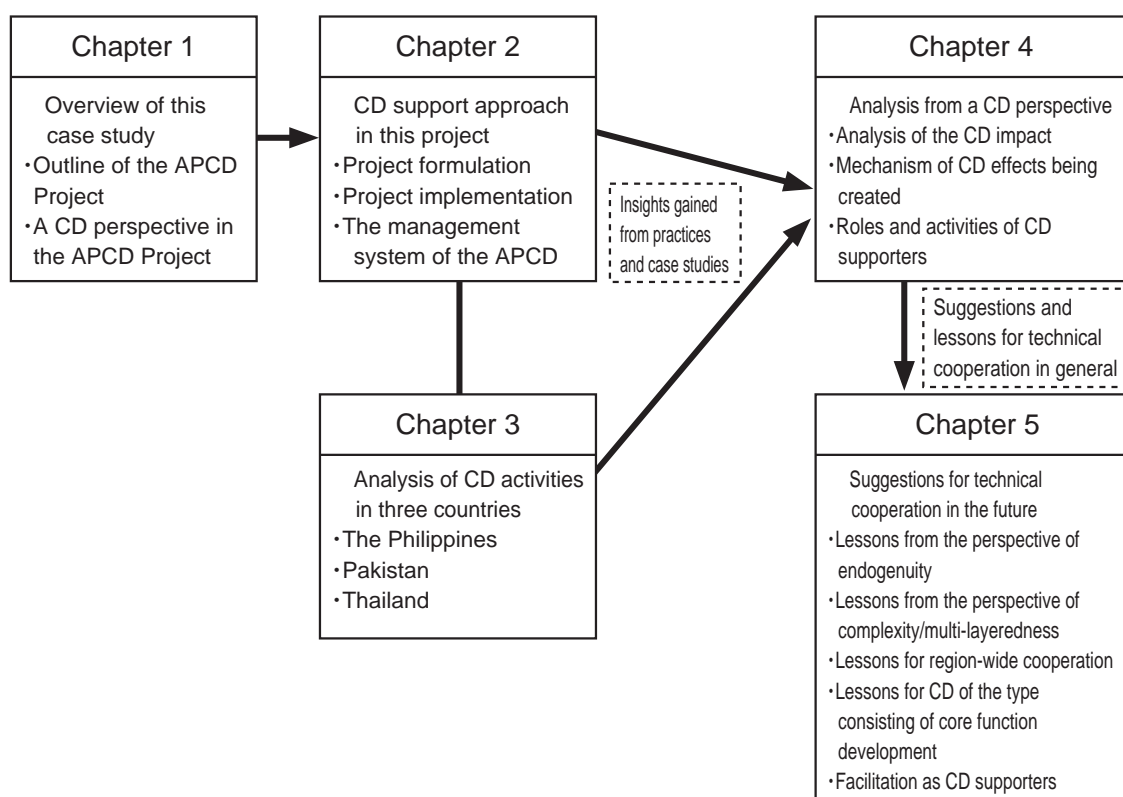 Chapter 1
Overview of this
case study
・Outline of the APCD
Project
・A CD perspective in
the APCD Project
Chapter 2
CD support approach
in this project
・Project formulation
・Project implementation
・The management
system of the APCD
Insights gained
from practices
and case studies
Chapter 3
Analysis of CD activities
in three countries
・The Philippines
・Pakistan
・Thailand
Chapter 4
Analysis from a CD perspective
・Analysis of the CD impact
・Mechanism of CD effects being
created
・Roles and activities of CD
supporters
Suggestions and
lessons for technical
cooperation in general
Chapter 5
Suggestions for technical
cooperation in the future
・Lessons from the perspective of
endogenuity
・Lessons from the perspective of
complexity/multi-layeredness
・Lessons for region-wide cooperation
・Lessons for CD of the type
consisting of core function
development
・Facilitation as CD supporters